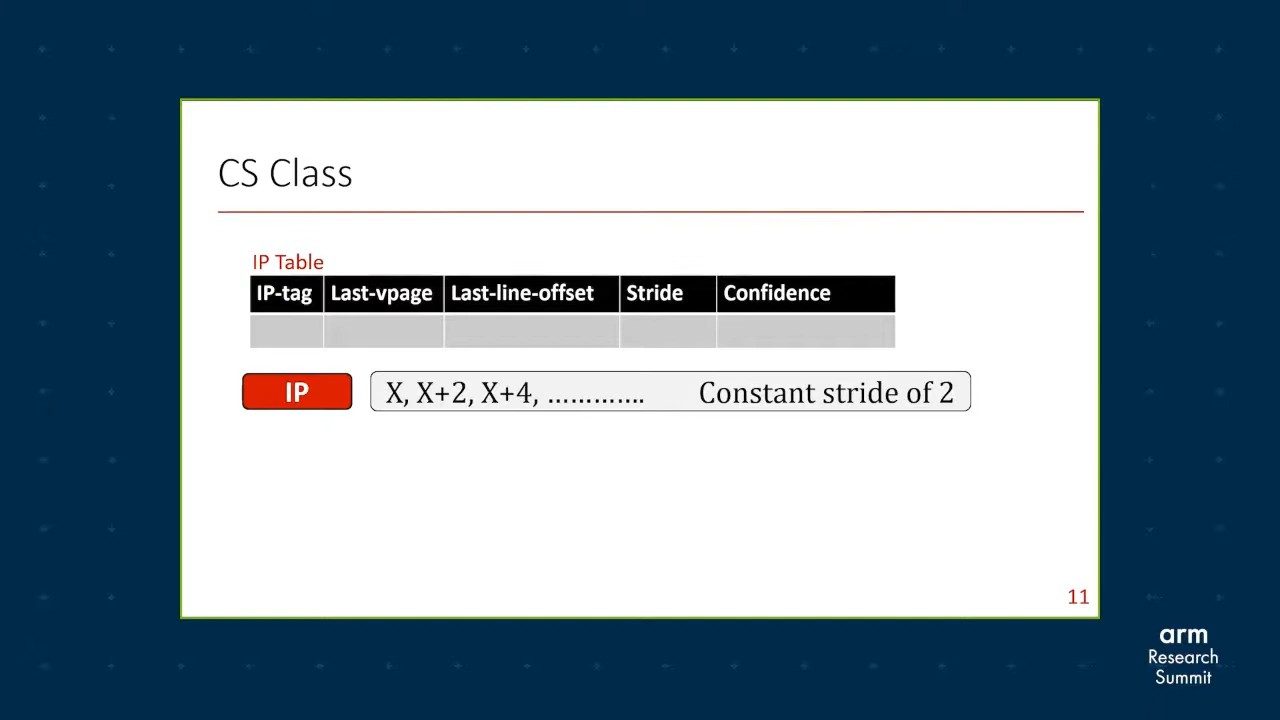 CS Class
IP Table
IP-tag Last-vpage Last-line-offset Stride Confidence
IP X, X+2, X+4, ............. Constant stride of 2
11
arm
Research
Summit